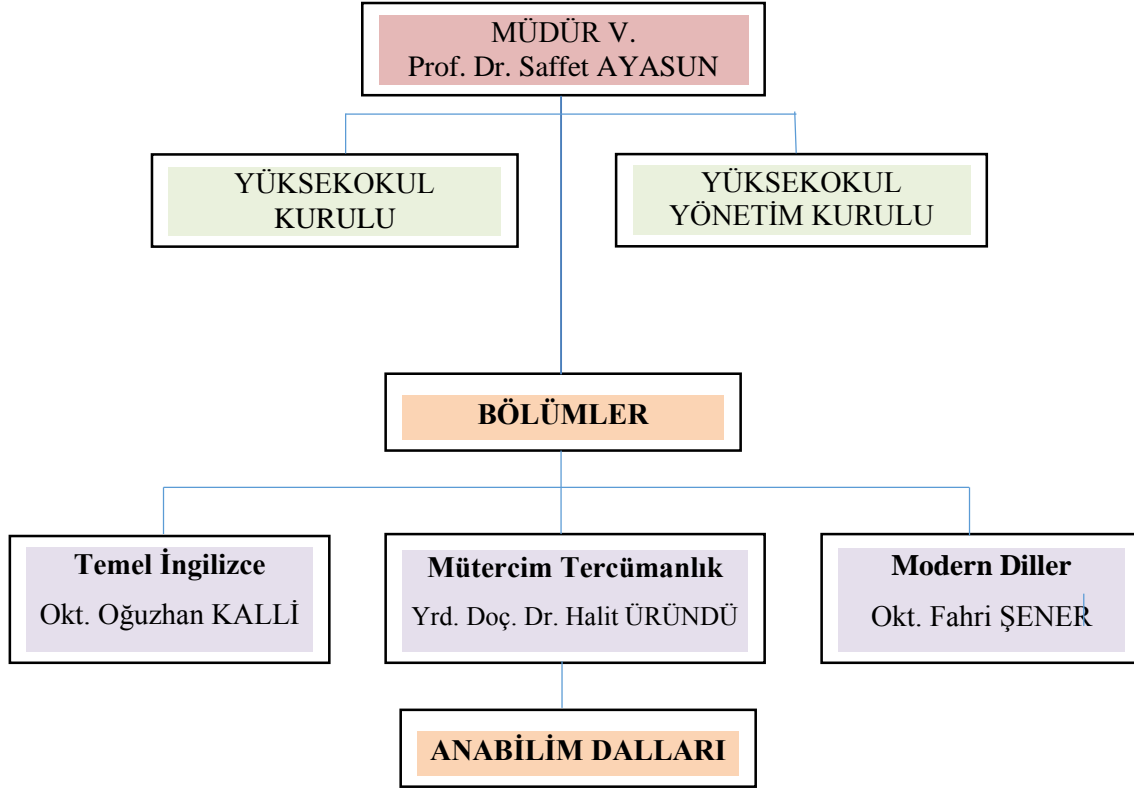 MÜDÜR V.
Prof. Dr. Saffet AYASUN
YÜKSEKOKUL
KURULU
YÜKSEKOKUL
YÖNETİM KURULU
BÖLÜMLER
Temel İngilizce
Okt. Oğuzhan KALLİ
Mütercim Tercümanlık
Yrd. Doç. Dr. Halit ÜRÜNDÜ
Modern Diller
Okt. Fahri ŞENER
ANABİLİM DALLARI